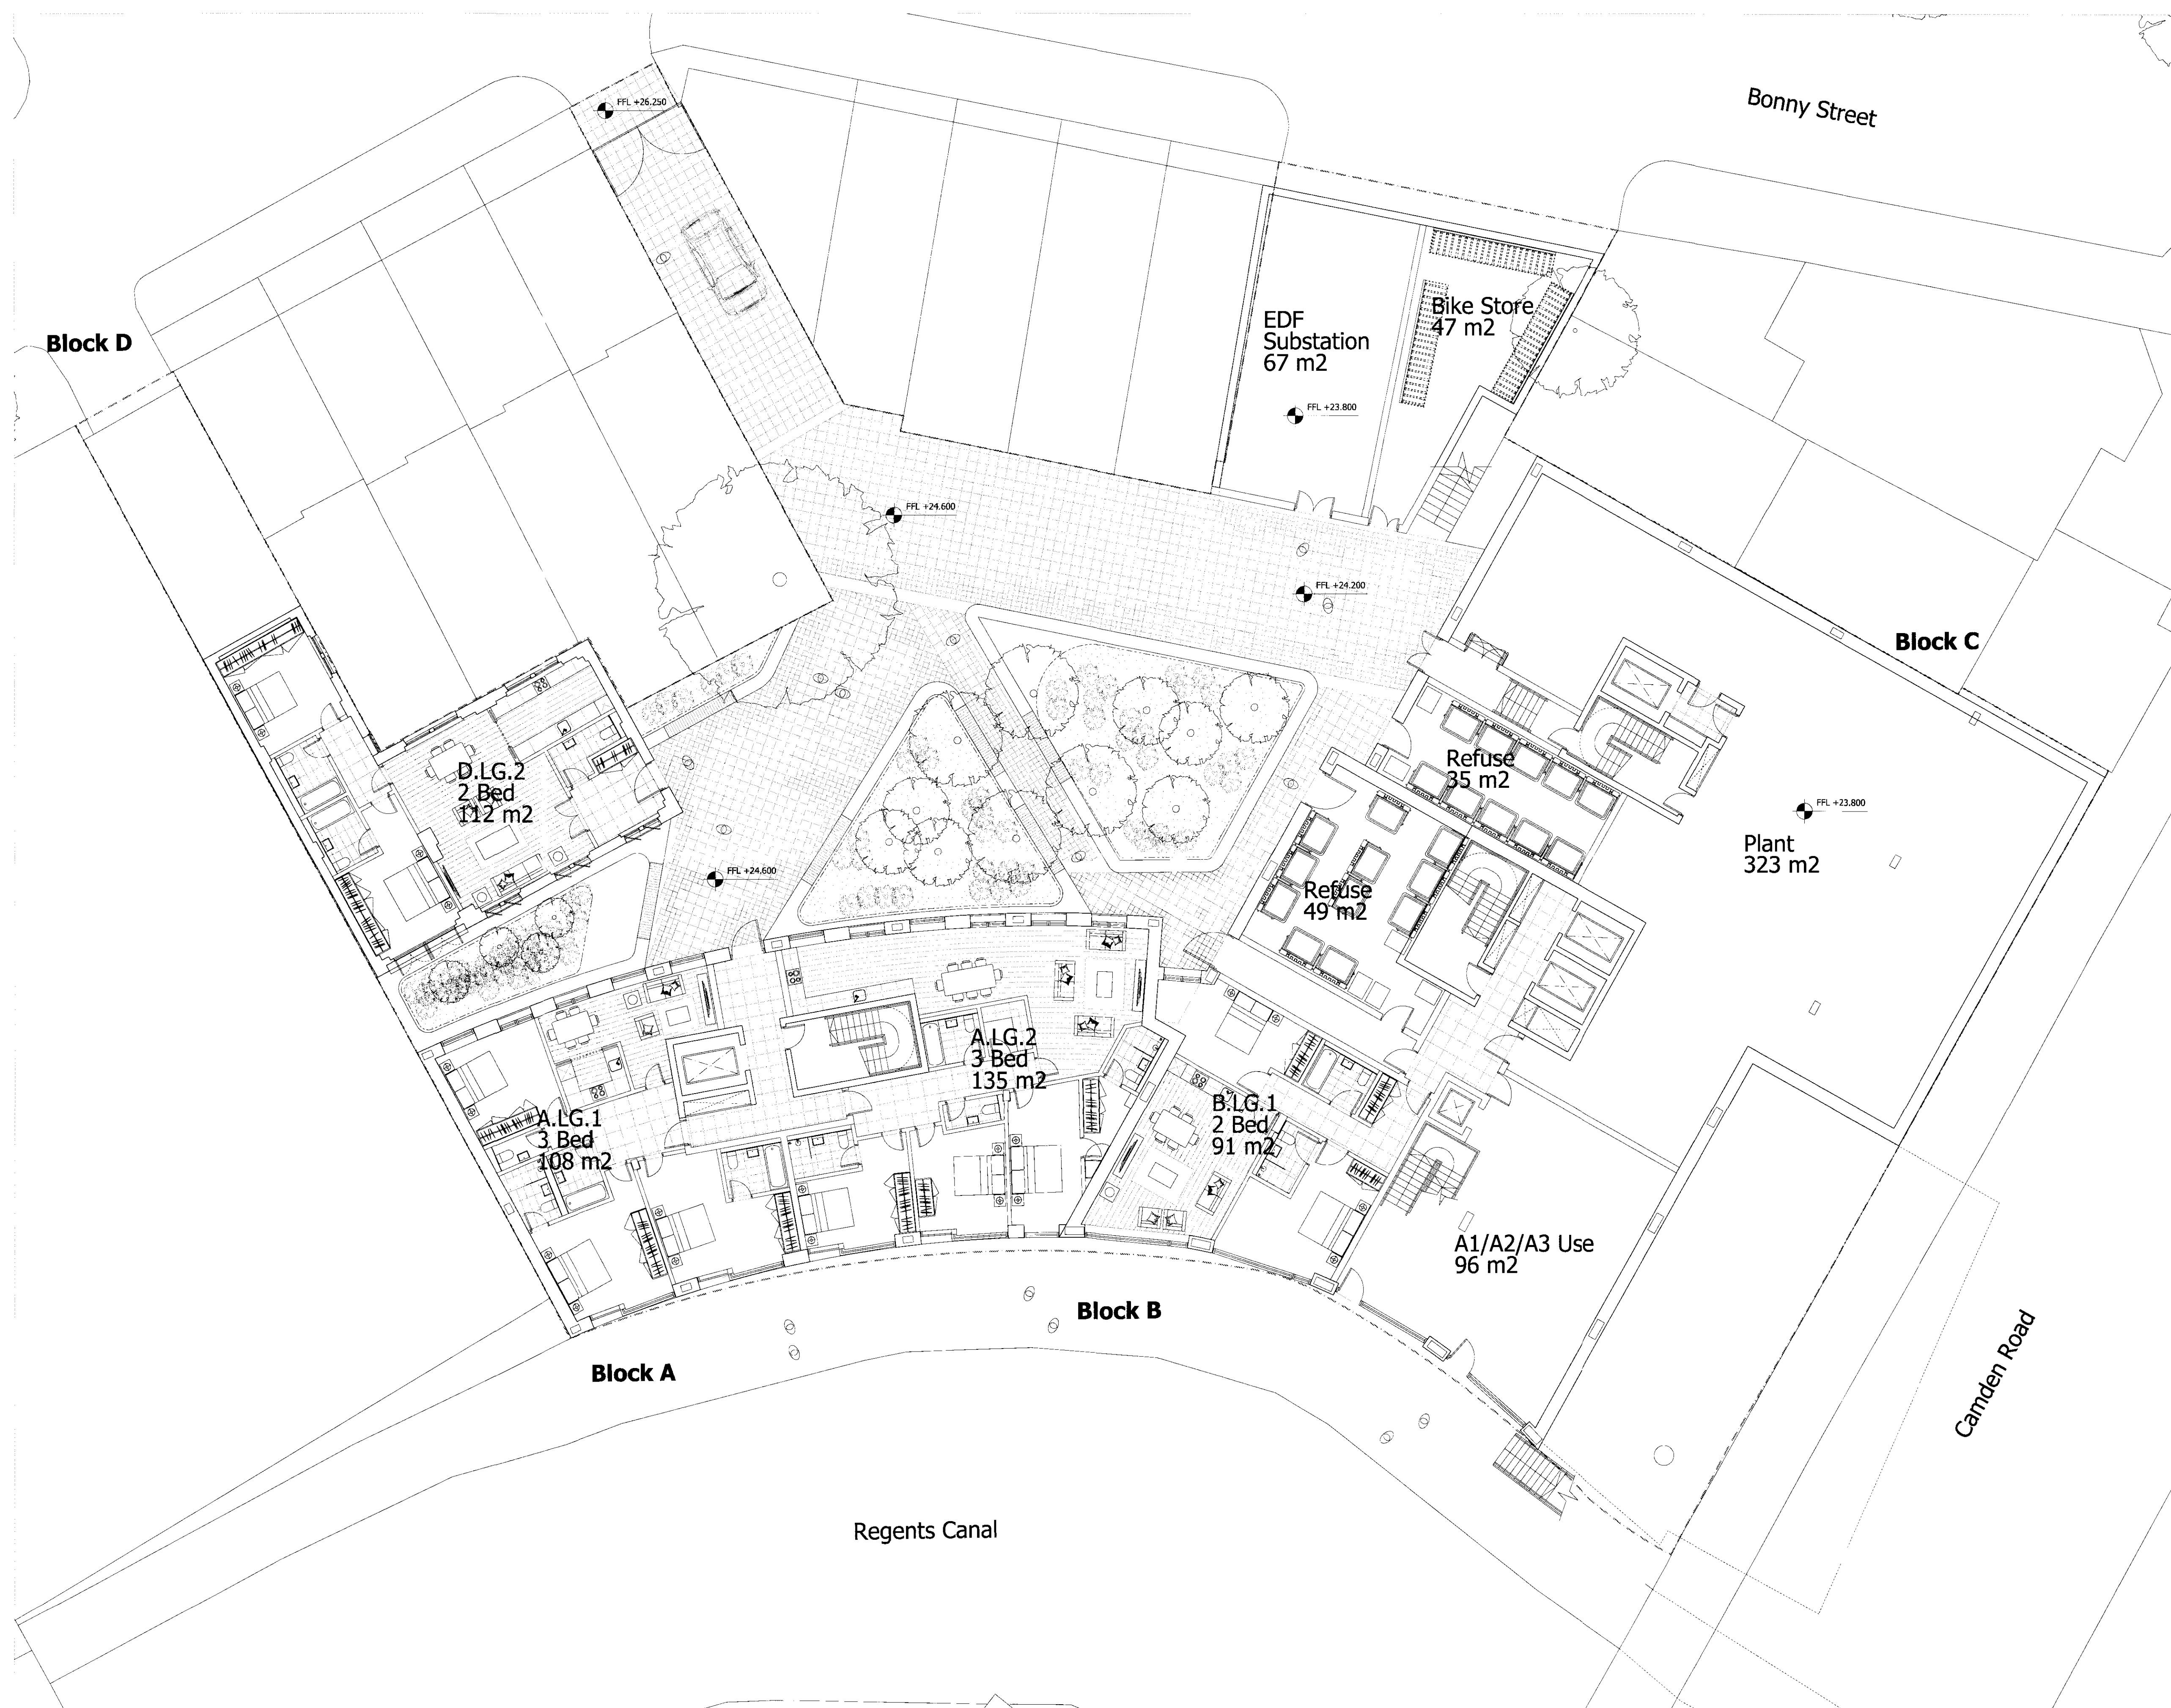 Bonny Street
FFL +26.250
Block D
EDF
Substation
67 m2
Bike Store
47 m2
FFL +23.800
FFL +24.600
FFL +24.200
Block C
D.LG.2
2 Bed
112 m2
Refuse
35 m2
FFL +23.800
Plant
323 m2
FFL +24.600
Refuse
49 m2
A.LG.2
3 Bed
135 m2
A.LG.1
3 Bed
108 m2
B.LG.1
2 Bed
91 m2
A1/A2/A3 Use
96 m2
Block B
Block A
Camden Road
Regents Canal